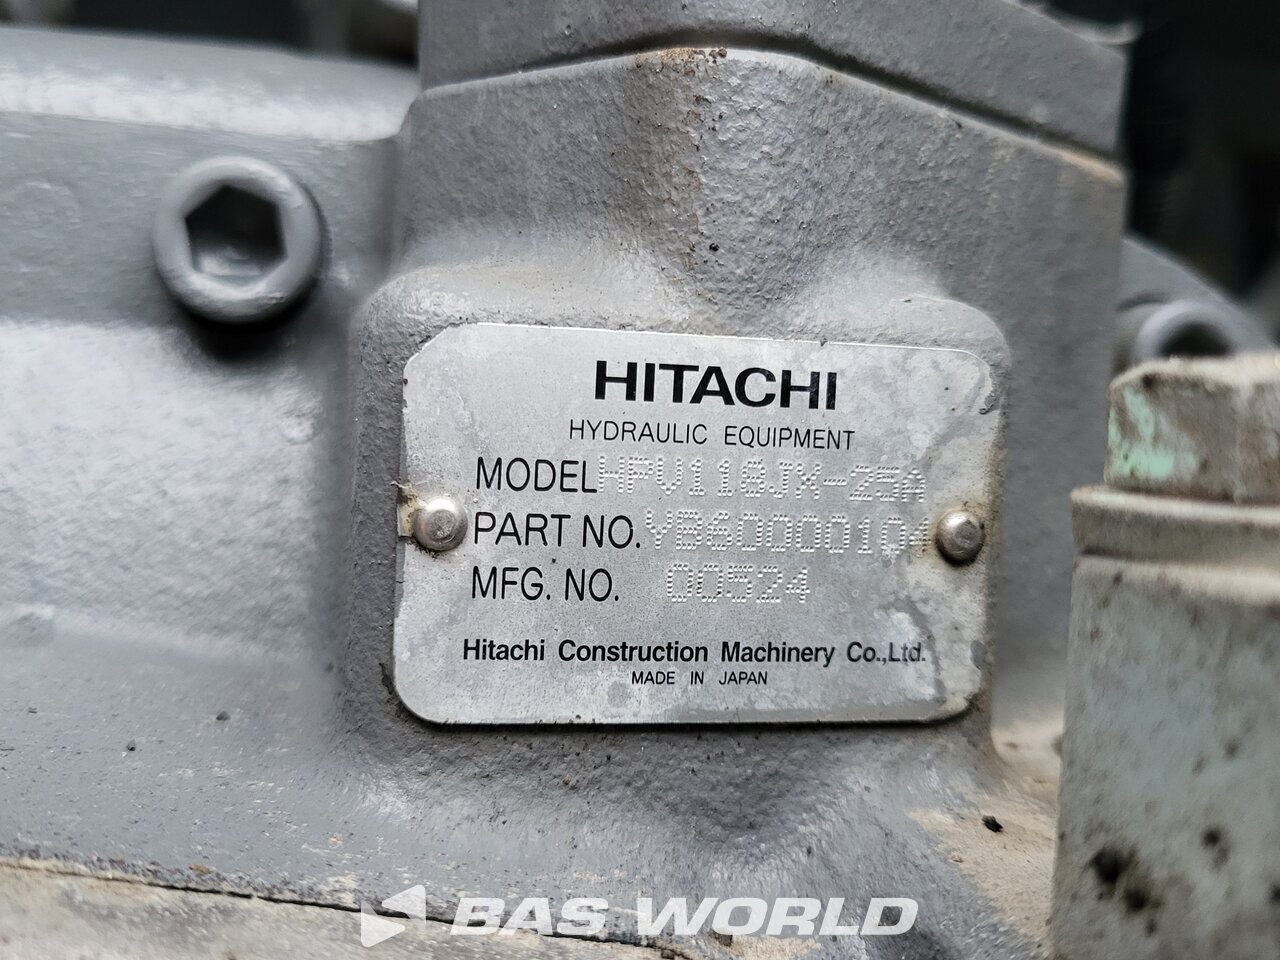 HITACHI
HYDRAULIC EQUIPMENT
MODEL HPV118JX-25A
PART NO. YB60000104
MFG. NO. 00524
Hitachi Construction Machinery Co.,Ltd.
MADE IN JAPAN
BAS WORLD